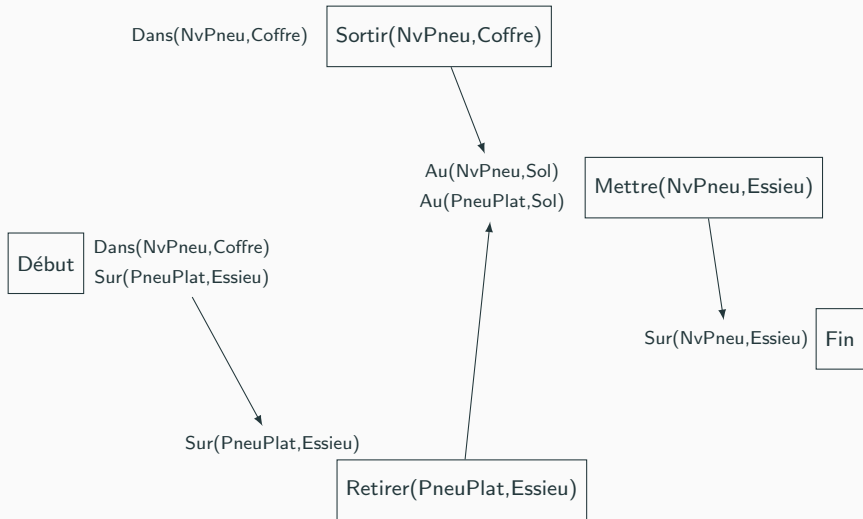 Dans(NvPneu,Coffre)
Sortir(NvPneu,Coffre)
Au(NvPneu,Sol)
Au(PneuPlat,Sol)
Mettre(NvPneu,Essieu)
Début
Dans(NvPneu,Coffre)
Sur(PneuPlat,Essieu)
Sur(NvPneu,Essieu)
Fin
Sur(PneuPlat,Essieu)
Retirer(PneuPlat,Essieu)